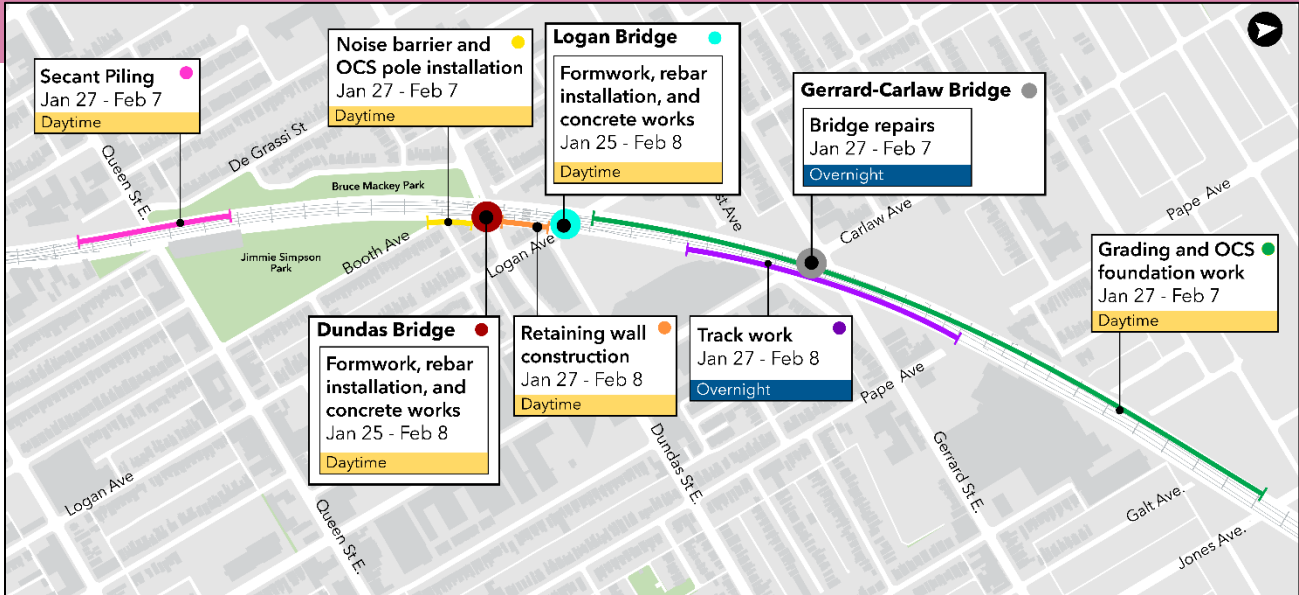 Secant Piling
Jan 27 - Feb 7
Daytime
Noise barrier and
OCS pole installation
Jan 27 - Feb 7
Daytime
Logan Bridge
Formwork, rebar
installation, and
concrete works
Jan 25 - Feb 8
Daytime
Gerrard-Carlaw Bridge
Bridge repairs
Jan 27 - Feb 7
Overnight
Grading and OCS
foundation work
Jan 27 - Feb 7
Daytime
Dundas Bridge
Formwork, rebar
installation, and
concrete works
Jan 25 - Feb 8
Daytime
Retaining wall
construction
Jan 27 - Feb 8
Daytime
Track work
Jan 27 - Feb 8
Overnight
Queen St E.
De Grassi St
Bruce Mackey Park
Jimmie Simpson
Park
Booth Ave
Logan Ave
Ave
Carlaw Ave
Pape Ave
Pape Ave
Logan Ave
Queen St E.
Dundas St E.
Gerrard St E.
Galt Ave.
Jones Ave.